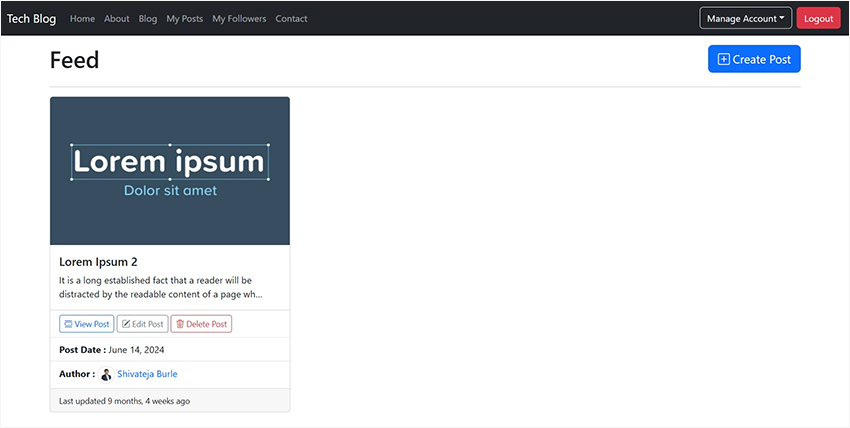 Tech Blog Home About Blog My Posts My Followers Contact Manage Account Logout
Feed
Create Post
Lorem ipsum
Dolor sit amet
Lorem Ipsum 2
It is a long established fact that a reader will be
distracted by the readable content of a page wh...
View Post Edit Post Delete Post
Post Date : June 14, 2024
Author : Shivateja Burle
Last updated 9 months, 4 weeks ago